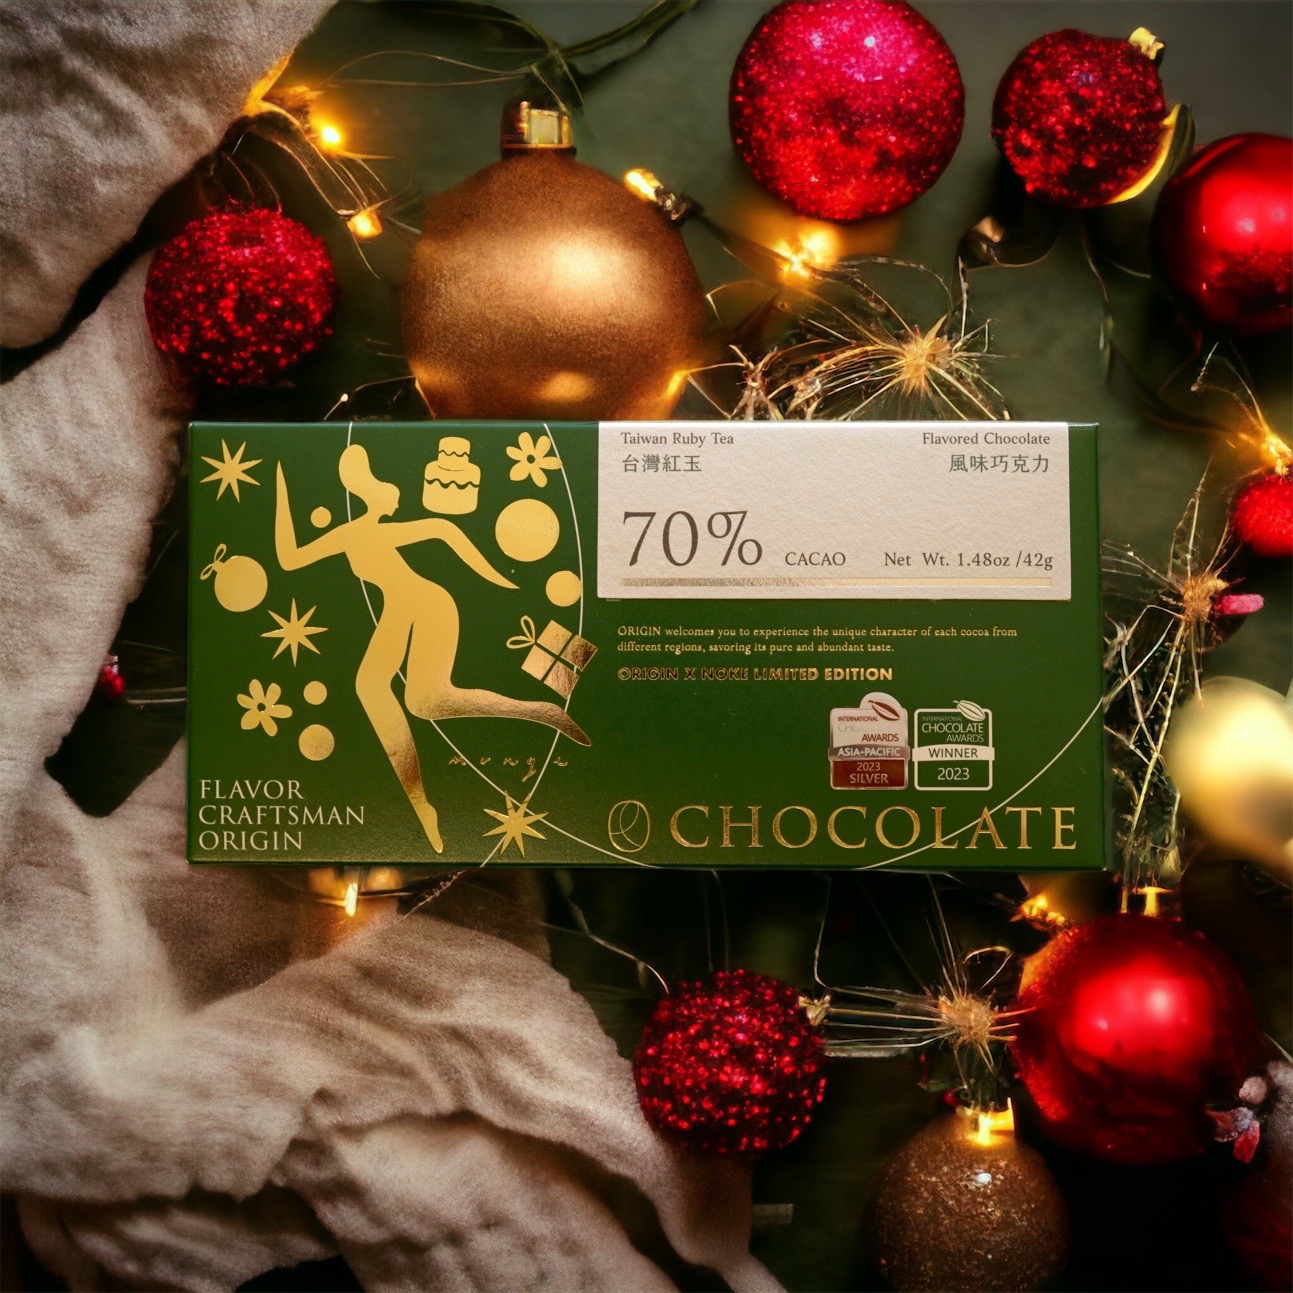 Taiwan Ruby Tea
台灣紅玉
Flavored Chocolate
風味巧克力
70% CACAO
Net Wt. 1.48oz /42g
ORIGIN welcomes you to experience the unique character of each cocoa from
different regions, savoring its pure and abundant taste.
ORIGIN X NOKE LIMITED EDITION
INTERNATIONAL
CHOCOLATE
AWARDS
ASIA-PACIFIC
2023
SILVER
INTERNATIONAL
CHOCOLATE
AWARDS
WINNER
2023
FLAVOR
CRAFTSMAN
ORIGIN
CHOCOLATE